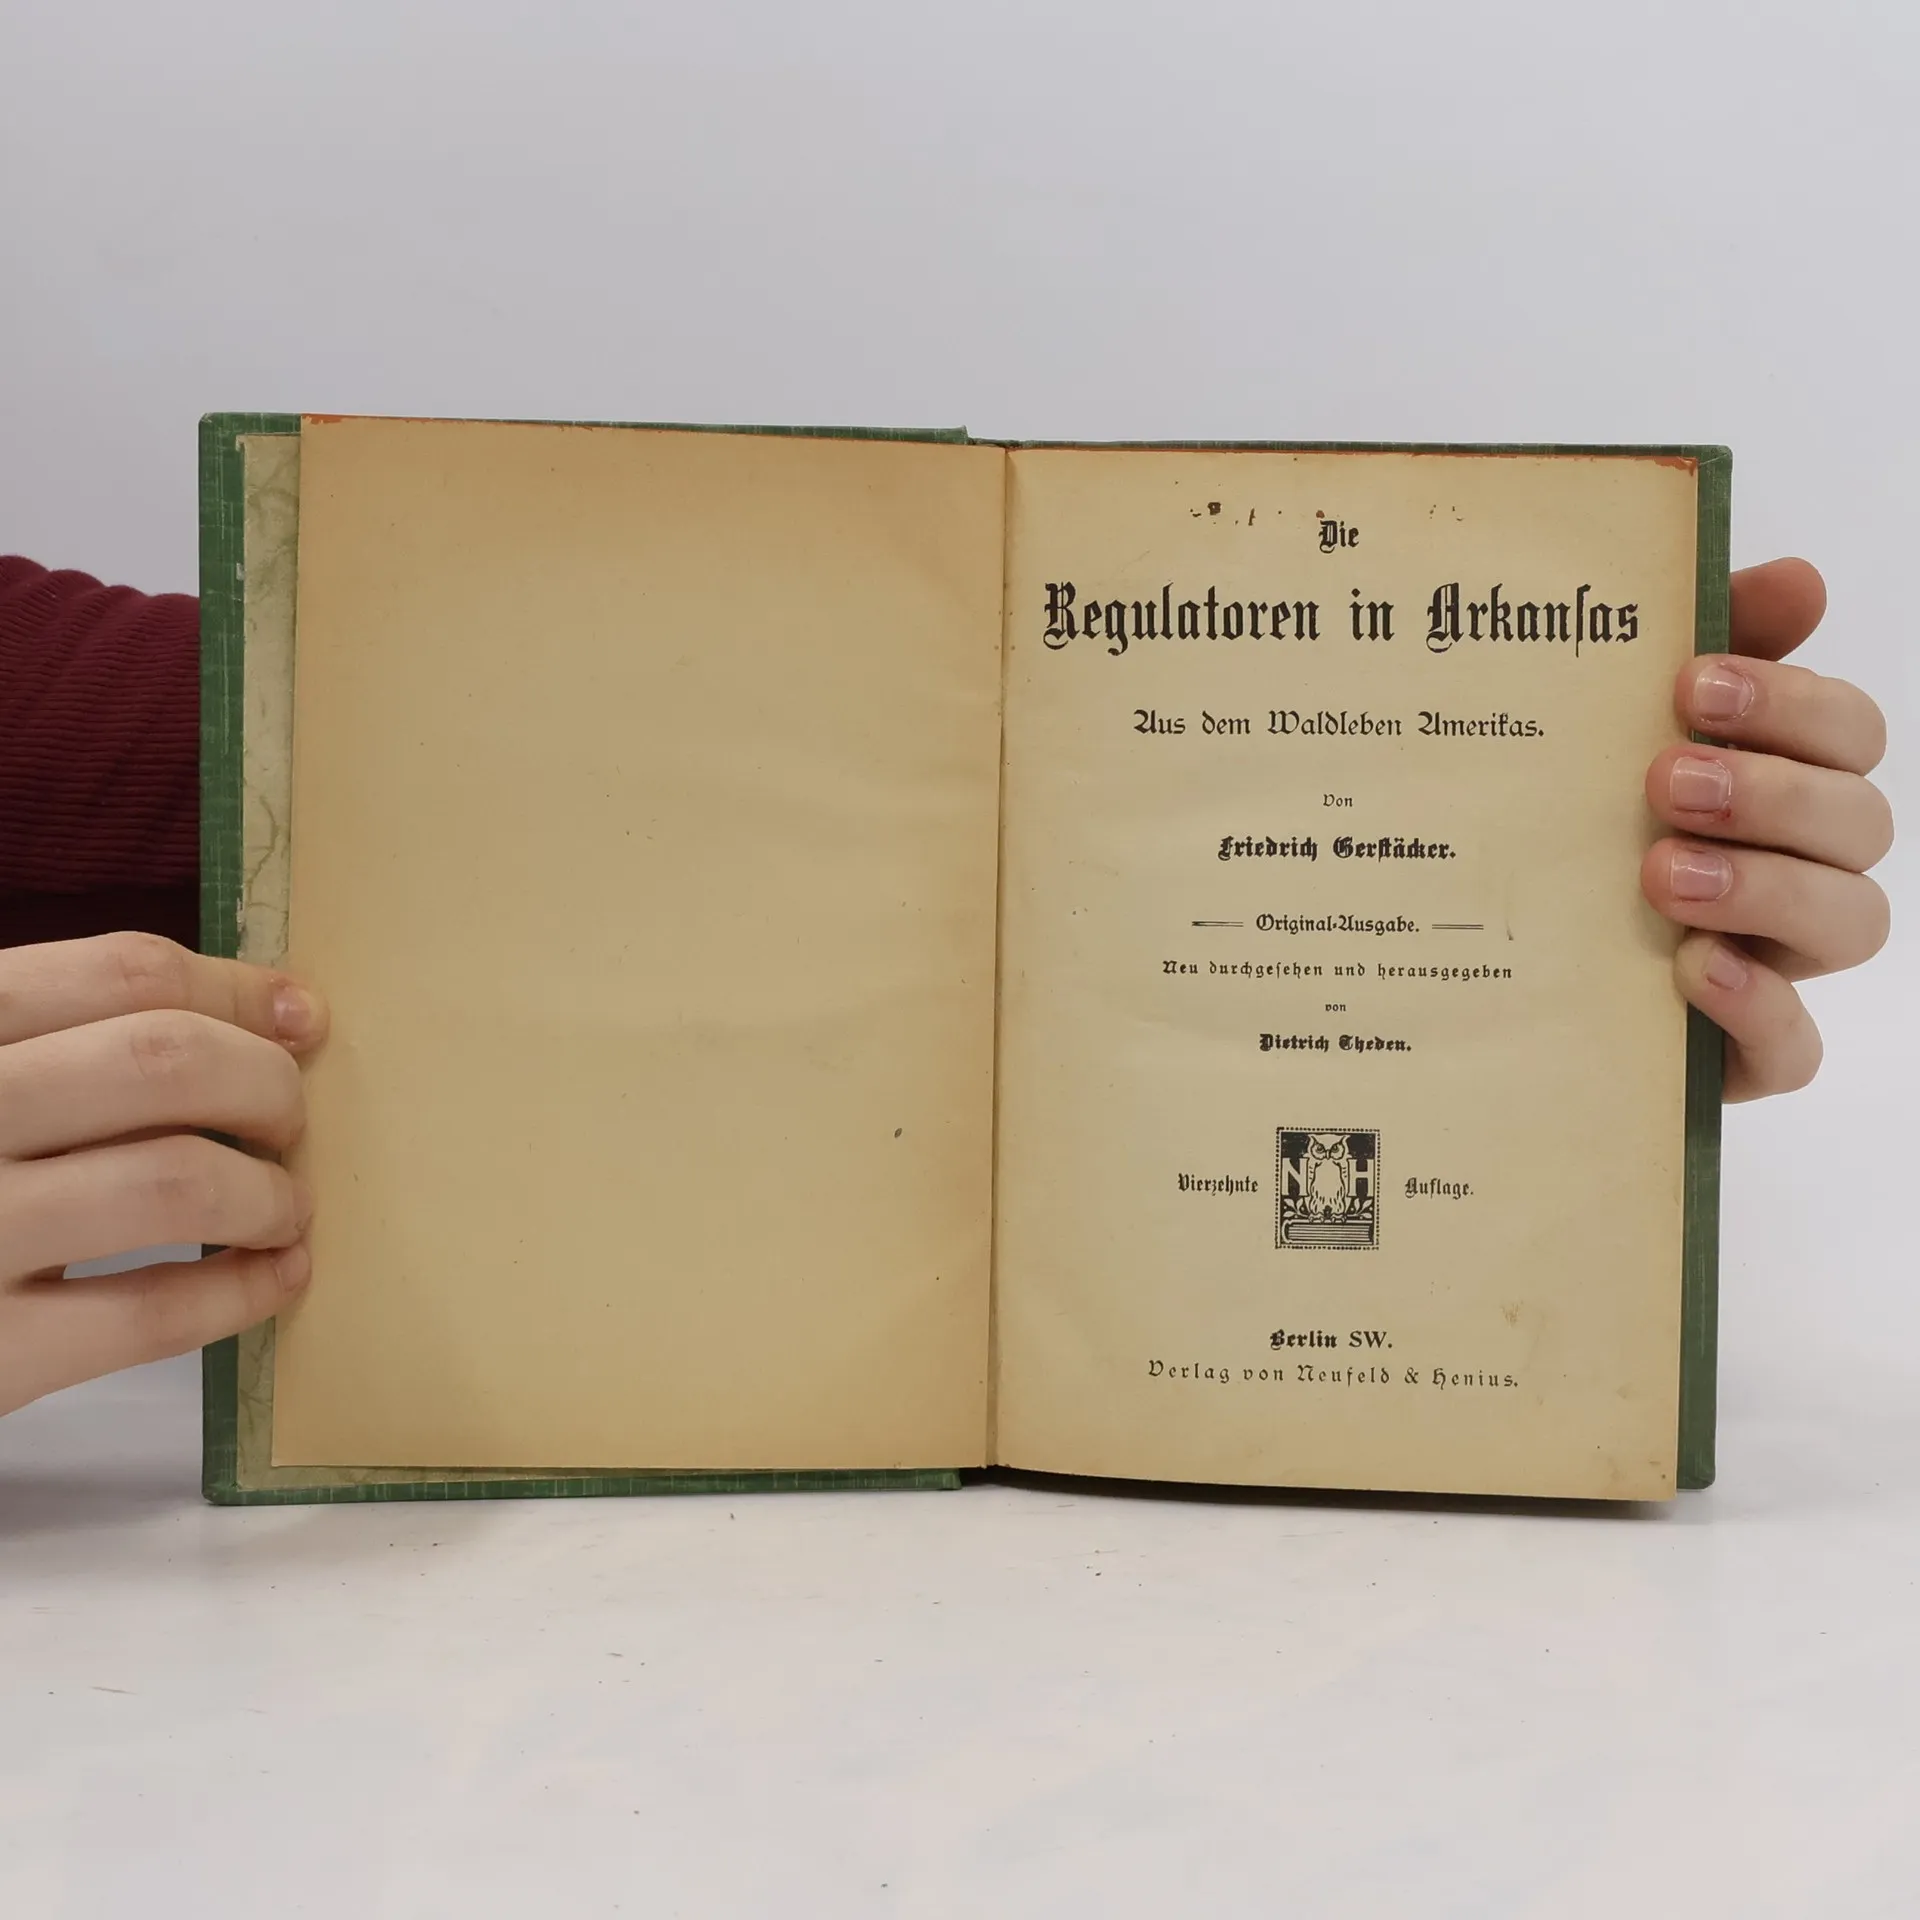 Die
Regulatoren in Arkanſas
Aus dem Waldleben Amerikas.
Von
Friedrich Gerſtäcker.
Original-Ausgabe.
Neu durchgeſehen und herausgegeben
von
Dietrich Theden.
Vierzehnte N H Auflage.
Berlin SW.
Verlag von Neufeld & Henius.